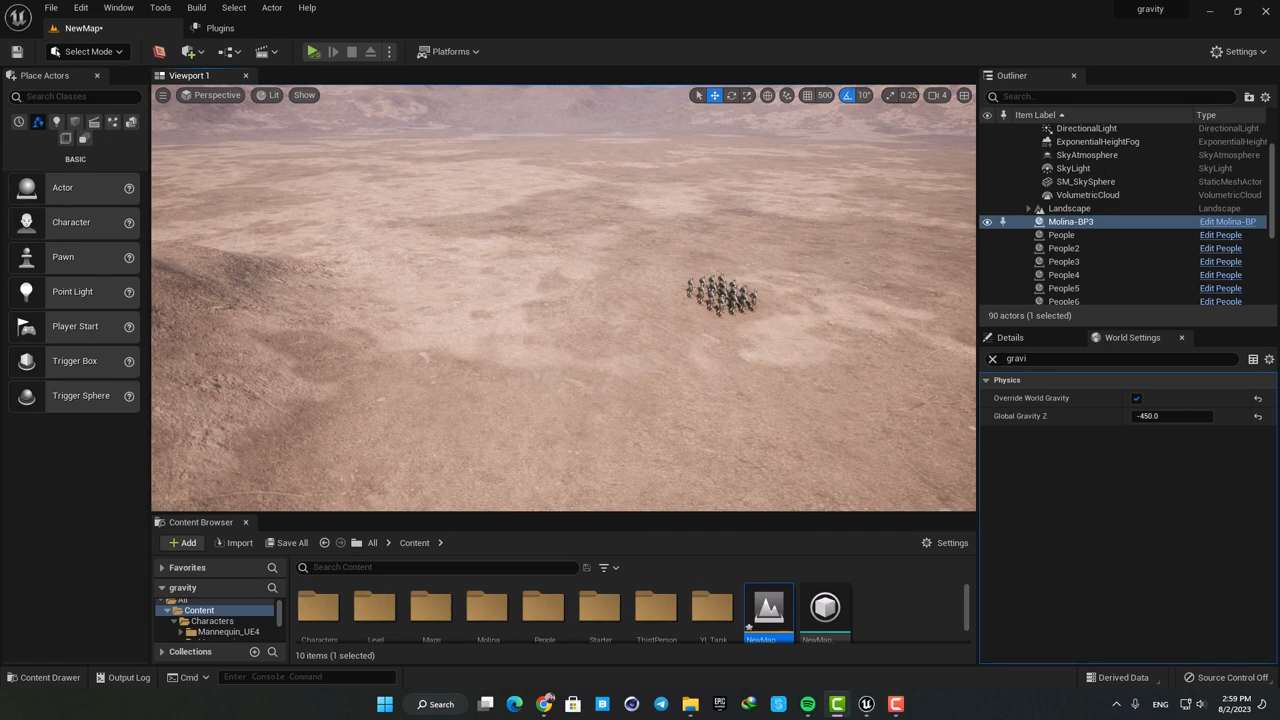 File
Edit
Window
Tools
Build
Select
Actor
Help
gravity
NewMap*
Plugins
Select Mode
Platforms
Settings
Place Actors
Viewport 1
Outliner
Search Classes
Perspective
Lit
Show
500
10°
0.25
4
Search...
Item Label
Type
BASIC
Actor
Character
Pawn
Point Light
Player Start
Trigger Box
Trigger Sphere
DirectionalLight DirectionalLight
ExponentialHeightFog ExponentialHeight
SkyAtmosphere SkyAtmosphere
SkyLight SkyLight
SM_SkySphere StaticMeshActor
VolumetricCloud VolumetricCloud
Landscape Landscape
Molina-BP3 Edit Molina-BP
People Edit People
People2 Edit People
People3 Edit People
People4 Edit People
People5 Edit People
People6 Edit People
90 actors (1 selected)
Details
World Settings
gravi
Physics
Override World Gravity
Global Gravity Z -450.0
Content Browser
Add
Import
Save All
All
Content
Settings
Favorites
Search Content
gravity
All
Content
Characters
Mannequin_UE4
Collections
Characters
Level
Maps
Molina
People
Starter
ThirdPerson
YI_Tank
NewMap
NewMap
10 items (1 selected)
Content Drawer
Output Log
Cmd
Enter Console Command
Derived Data
Source Control Off
Search
ENG
2:59 PM
8/2/2023